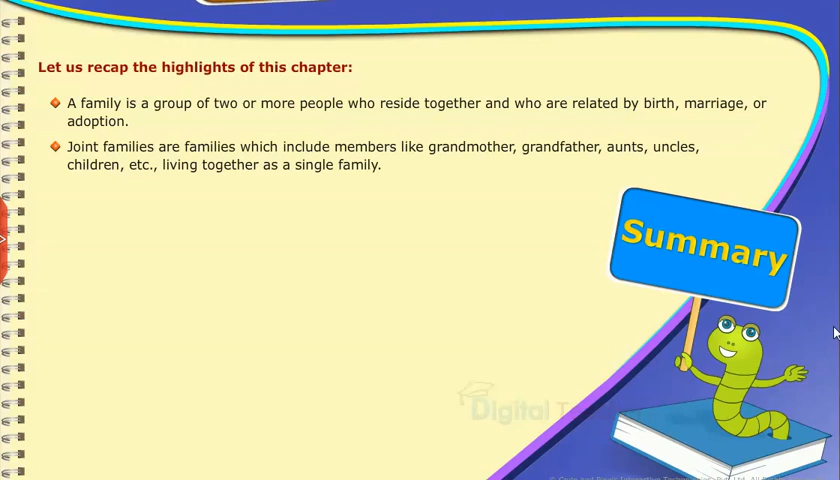 Let us recap the highlights of this chapter:
A family is a group of two or more people who reside together and who are related by birth, marriage, or
adoption.
Joint families are families which include members like grandmother, grandfather, aunts, uncles,
children, etc., living together as a single family.
Summary
Digital